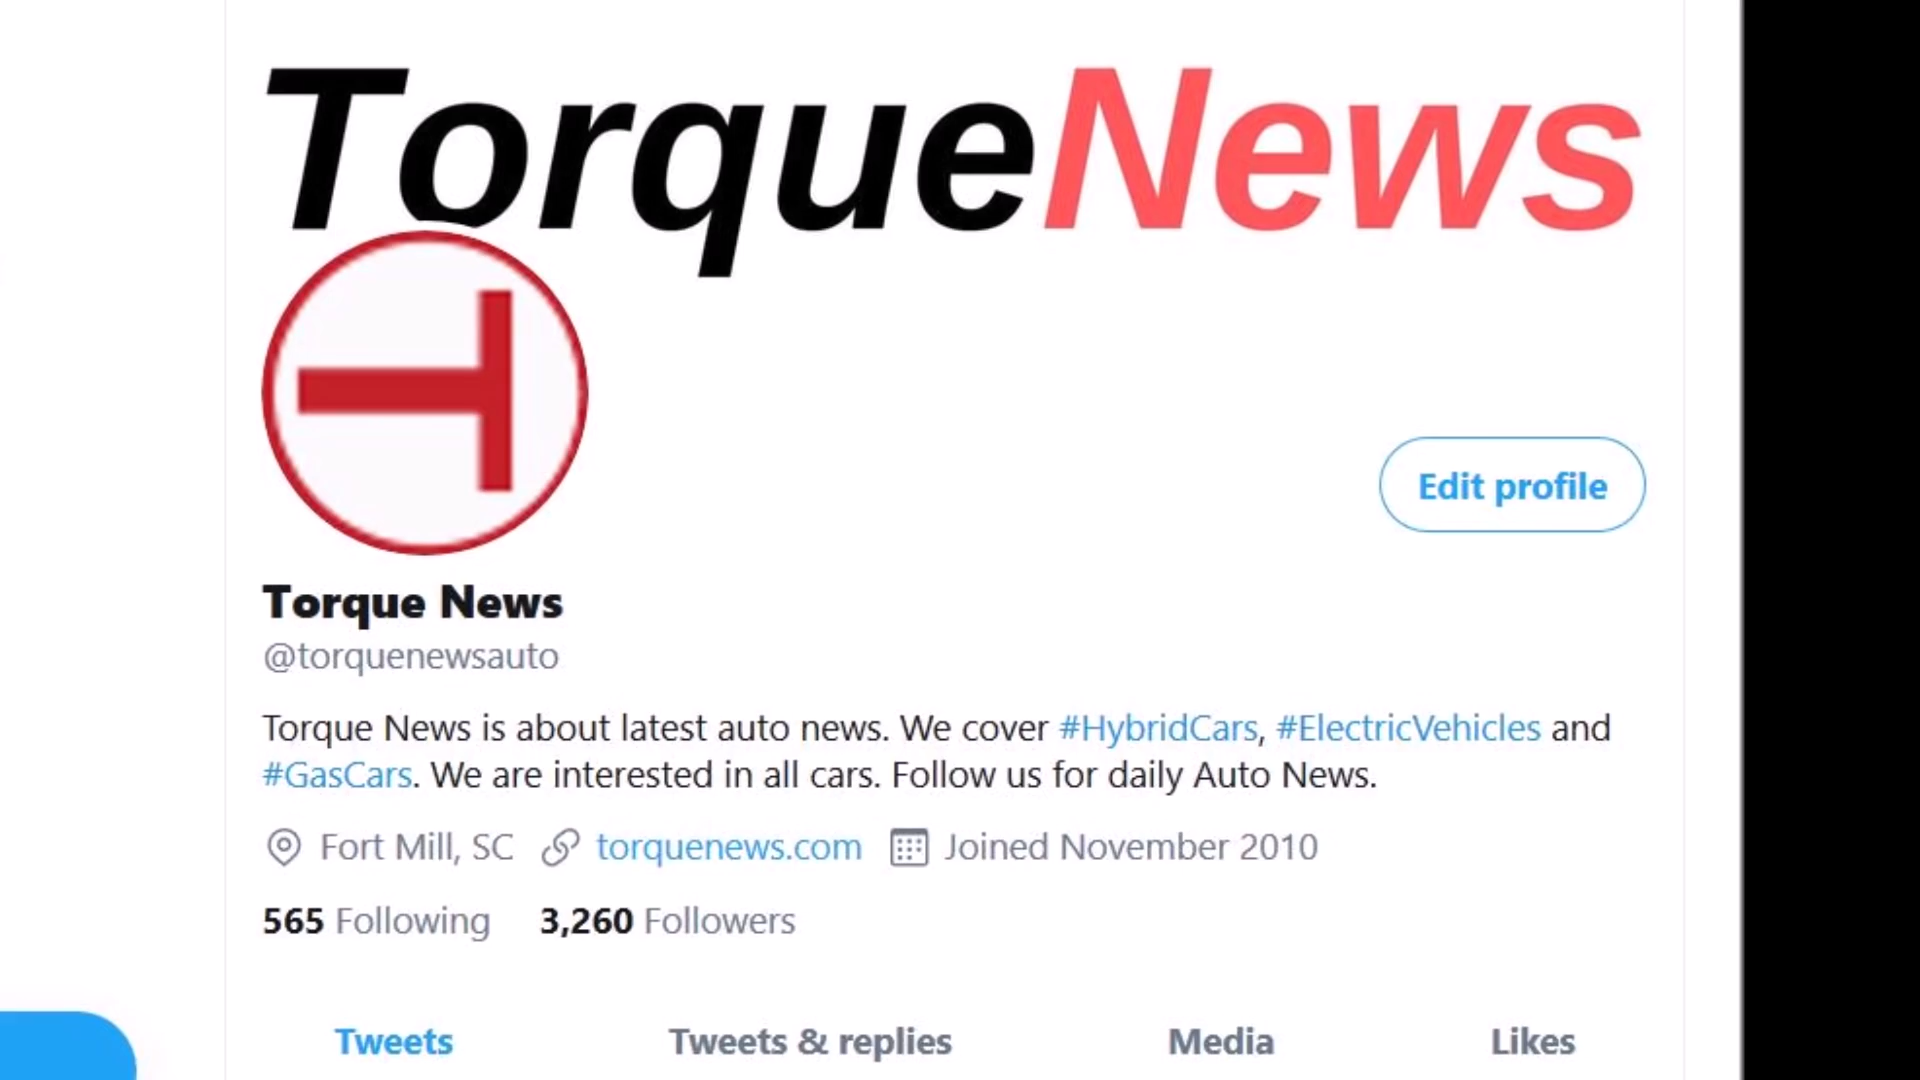 TorqueNews
T
Edit profile
Torque News
@torquenewsauto
Torque News is about latest auto news. We cover #HybridCars, #ElectricVehicles and
#GasCars. We are interested in all cars. Follow us for daily Auto News.
Fort Mill, SC torquenews.com Joined November 2010
565 Following 3,260 Followers
Tweets Tweets & replies Media Likes